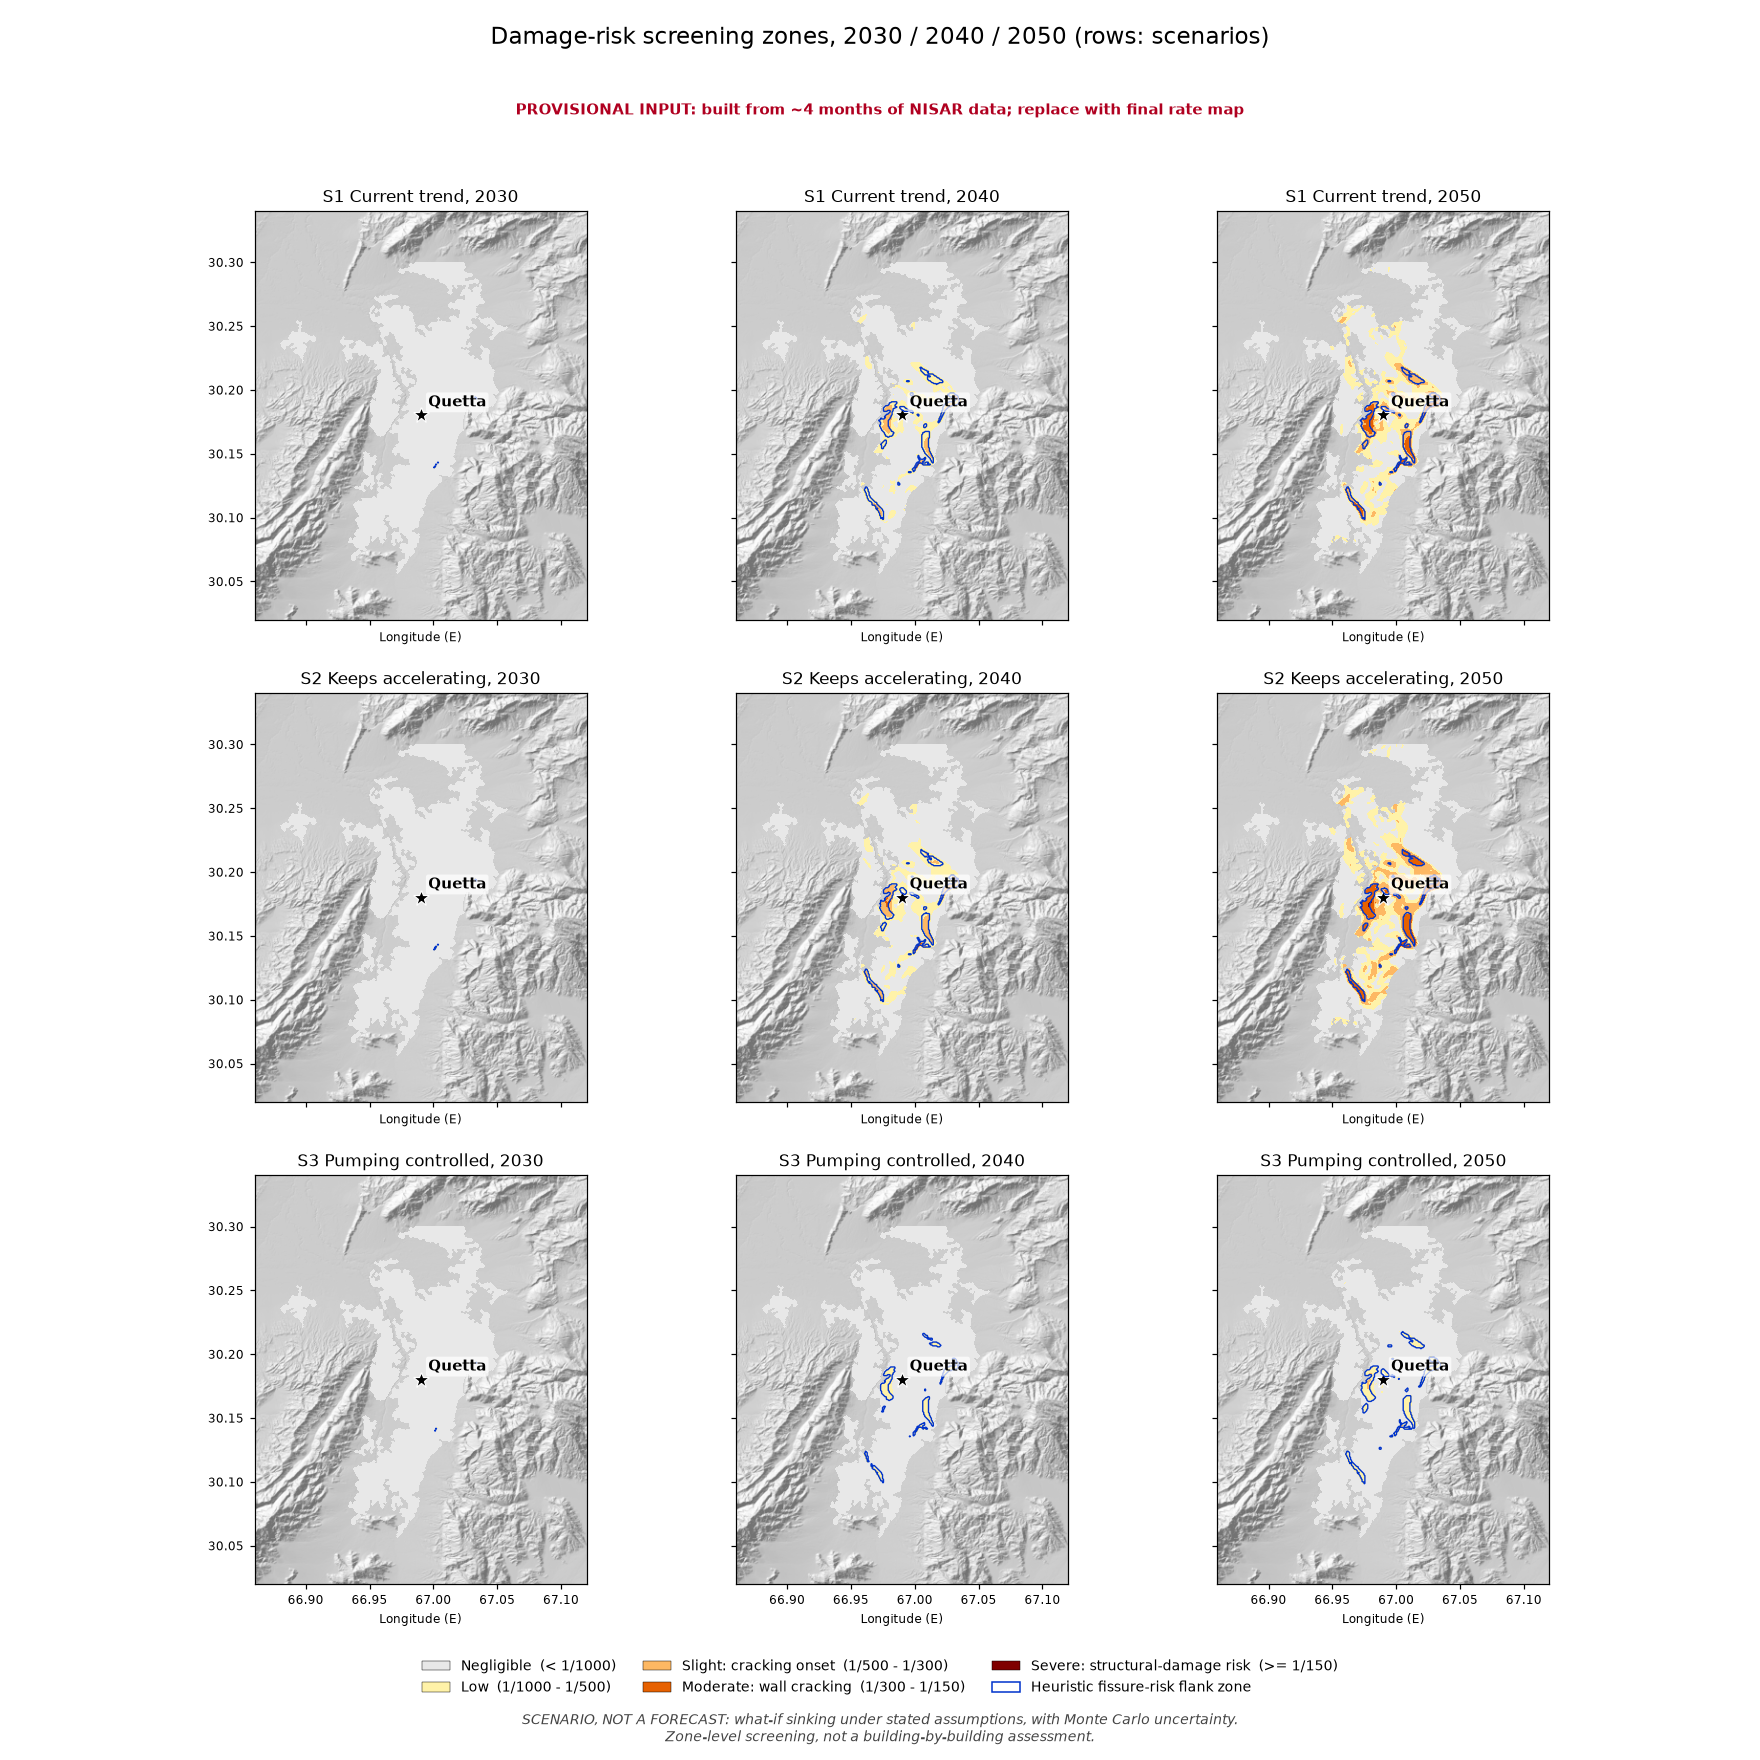 Damage-risk screening zones, 2030 / 2040 / 2050 (rows: scenarios)
PROVISIONAL INPUT: built from ~4 months of NISAR data; replace with final rate map
S1 Current trend, 2030
S1 Current trend, 2040
S1 Current trend, 2050
30.30
30.25
30.20
30.15
30.10
30.05
Quetta
Quetta
Quetta
Longitude (E)
Longitude (E)
Longitude (E)
S2 Keeps accelerating, 2030
S2 Keeps accelerating, 2040
S2 Keeps accelerating, 2050
30.30
30.25
30.20
30.15
30.10
30.05
Quetta
Quetta
Quetta
Longitude (E)
Longitude (E)
Longitude (E)
S3 Pumping controlled, 2030
S3 Pumping controlled, 2040
S3 Pumping controlled, 2050
30.30
30.25
30.20
30.15
30.10
30.05
Quetta
Quetta
Quetta
66.90 66.95 67.00 67.05 67.10
66.90 66.95 67.00 67.05 67.10
66.90 66.95 67.00 67.05 67.10
Longitude (E)
Longitude (E)
Longitude (E)
Negligible (< 1/1000)
Low (1/1000 - 1/500)
Slight: cracking onset (1/500 - 1/300)
Moderate: wall cracking (1/300 - 1/150)
Severe: structural-damage risk (>= 1/150)
Heuristic fissure-risk flank zone
SCENARIO, NOT A FORECAST: what-if sinking under stated assumptions, with Monte Carlo uncertainty.
Zone-level screening, not a building-by-building assessment.